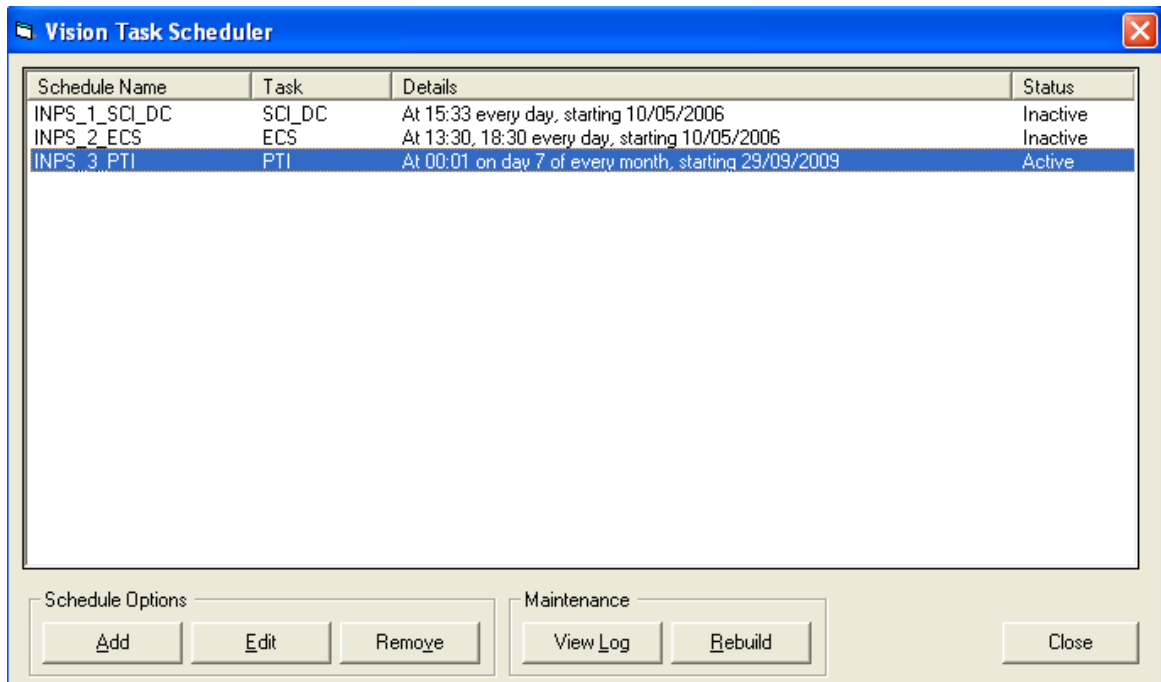 Vision Task Scheduler
Schedule Name Task Details Status
INPS_1_SCI_DC SCI_DC At 15:33 every day, starting 10/05/2006 Inactive
INPS_2_ECS ECS At 13:30, 18:30 every day, starting 10/05/2006 Inactive
INPS_3_PTI PTI At 00:01 on day 7 of every month, starting 29/09/2009 Active
Schedule Options Maintenance
Add Edit Remove View Log Rebuild Close